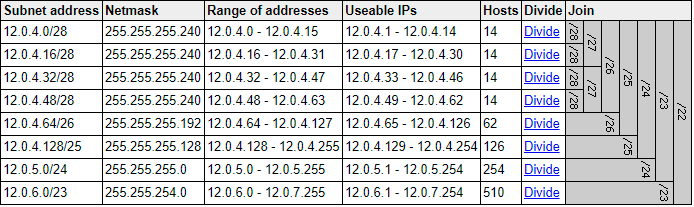 Subnet address Netmask Range of addresses Useable IPs Hosts Divide Join
12.0.4.0/28 255.255.255.240 12.0.4.0 - 12.0.4.15 12.0.4.1 - 12.0.4.14 14 Divide /28 /27 /26 /25 /24 /23 /22
12.0.4.16/28 255.255.255.240 12.0.4.16 - 12.0.4.31 12.0.4.17 - 12.0.4.30 14 Divide /28
12.0.4.32/28 255.255.255.240 12.0.4.32 - 12.0.4.47 12.0.4.33 - 12.0.4.46 14 Divide /28 /27
12.0.4.48/28 255.255.255.240 12.0.4.48 - 12.0.4.63 12.0.4.49 - 12.0.4.62 14 Divide /28
12.0.4.64/26 255.255.255.192 12.0.4.64 - 12.0.4.127 12.0.4.65 - 12.0.4.126 62 Divide /26
12.0.4.128/25 255.255.255.128 12.0.4.128 - 12.0.4.255 12.0.4.129 - 12.0.4.254 126 Divide /25
12.0.5.0/24 255.255.255.0 12.0.5.0 - 12.0.5.255 12.0.5.1 - 12.0.5.254 254 Divide /24
12.0.6.0/23 255.255.254.0 12.0.6.0 - 12.0.7.255 12.0.6.1 - 12.0.7.254 510 Divide /23